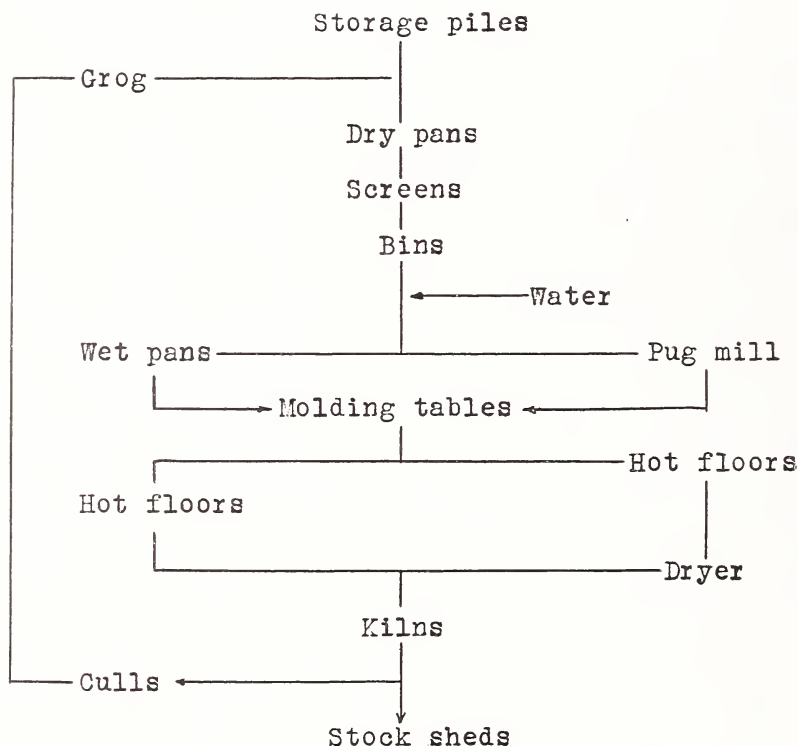 Storage piles
Grog
Dry pans
Screens
Bins
Water
Wet pans
Pug mill
Molding tables
Hot floors
Hot floors
Dryer
Kilns
Culls
Stock sheds